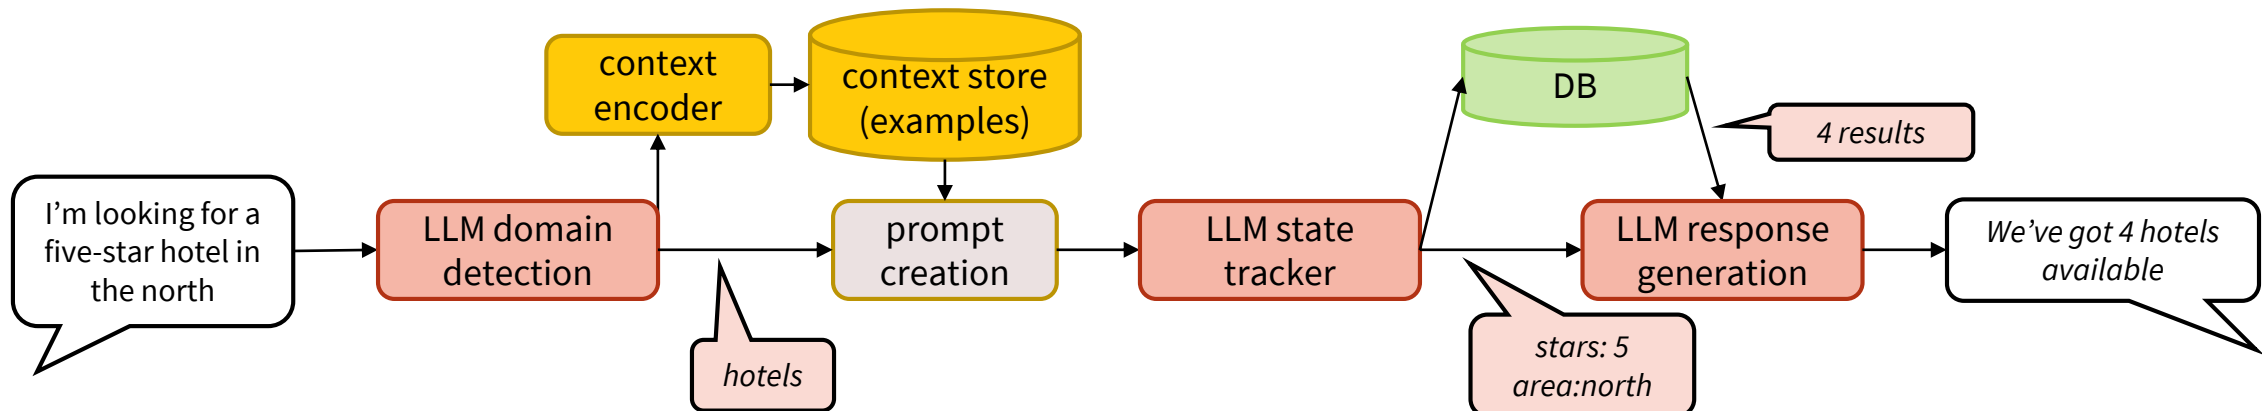 I'm looking for a
five-star hotel in
the north
LLM domain
detection
hotels
context
encoder
context store
(examples)
prompt
creation
LLM state
tracker
stars: 5
area:north
DB
4 results
LLM response
generation
We've got 4 hotels
available